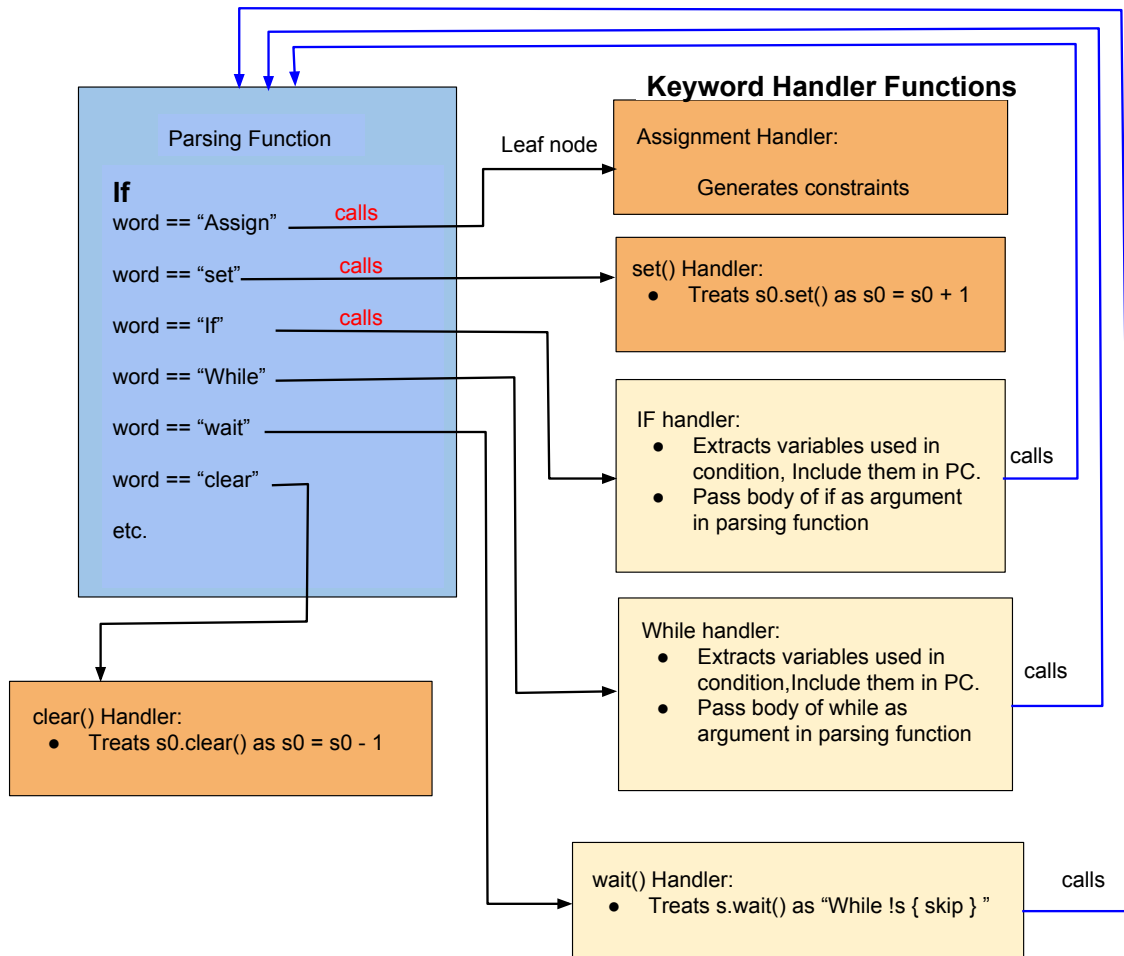 Keyword Handler Functions
Parsing Function
If
word == “Assign”
calls
word == “set”
calls
word == “If”
calls
word == “While”
word == “wait”
word == “clear”
etc.
Leaf node
Assignment Handler:
Generates constraints
set() Handler:
● Treats s0.set() as s0 = s0 + 1
IF handler:
● Extracts variables used in
condition, Include them in PC.
● Pass body of if as argument
in parsing function
calls
While handler:
● Extracts variables used in
condition,Include them in PC.
● Pass body of while as
argument in parsing function
calls
clear() Handler:
● Treats s0.clear() as s0 = s0 - 1
wait() Handler:
● Treats s.wait() as “While !s { skip } ”
calls